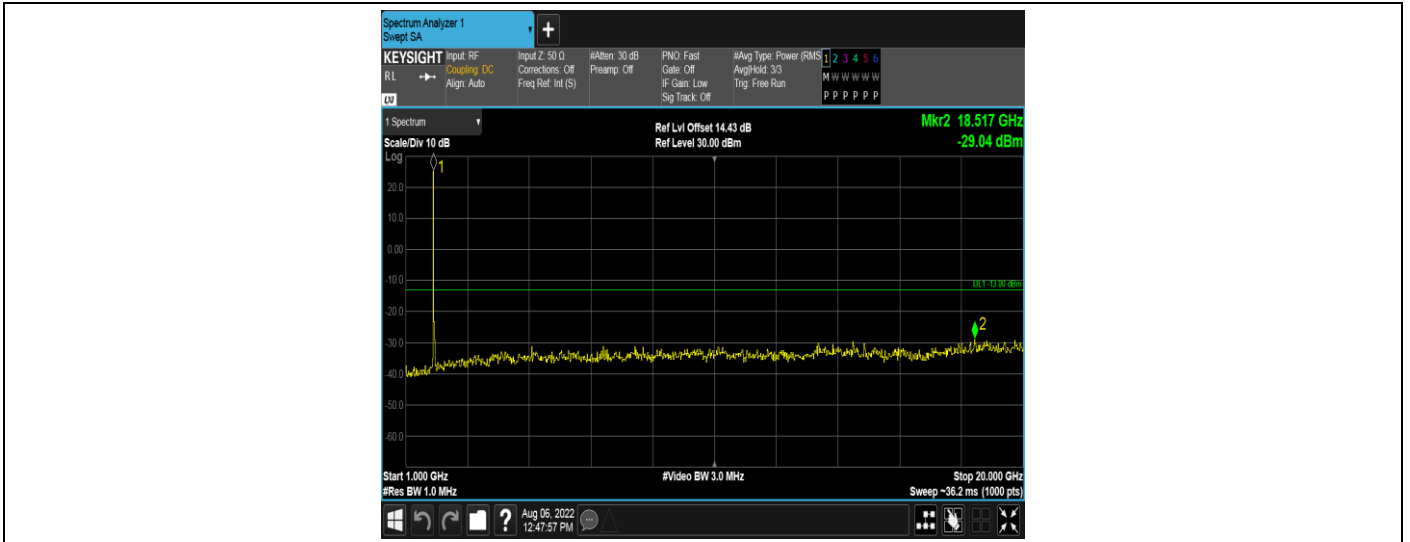 Spectrum Analyzer 1
Swept SA
+
KEYSIGHT
RL
LXI
Input: RF
Coupling: DC
Align: Auto
Input Z: 50 Ω
Corrections: Off
Freq Ref: Int (S)
#Atten: 30 dB
Preamp: Off
PNO: Fast
Gate: Off
IF Gain: Low
Sig Track: Off
#Avg Type: Power (RMS
Avg|Hold: 3/3
Trig: Free Run
1 2 3 4 5 6
M W W W W W
P P P P P P
1 Spectrum
Scale/Div 10 dB
Ref Lvl Offset 14.43 dB
Ref Level 30.00 dBm
Mkr2 18.517 GHz
-29.04 dBm
Log
1
20.0
10.0
0.00
-10.0
DL1 -13.00 dBm
-20.0
2
-30.0
-40.0
-50.0
-60.0
Start 1.000 GHz
#Video BW 3.0 MHz
Stop 20.000 GHz
#Res BW 1.0 MHz
Sweep ~36.2 ms (1000 pts)
?
Aug 06, 2022
12:47:57 PM